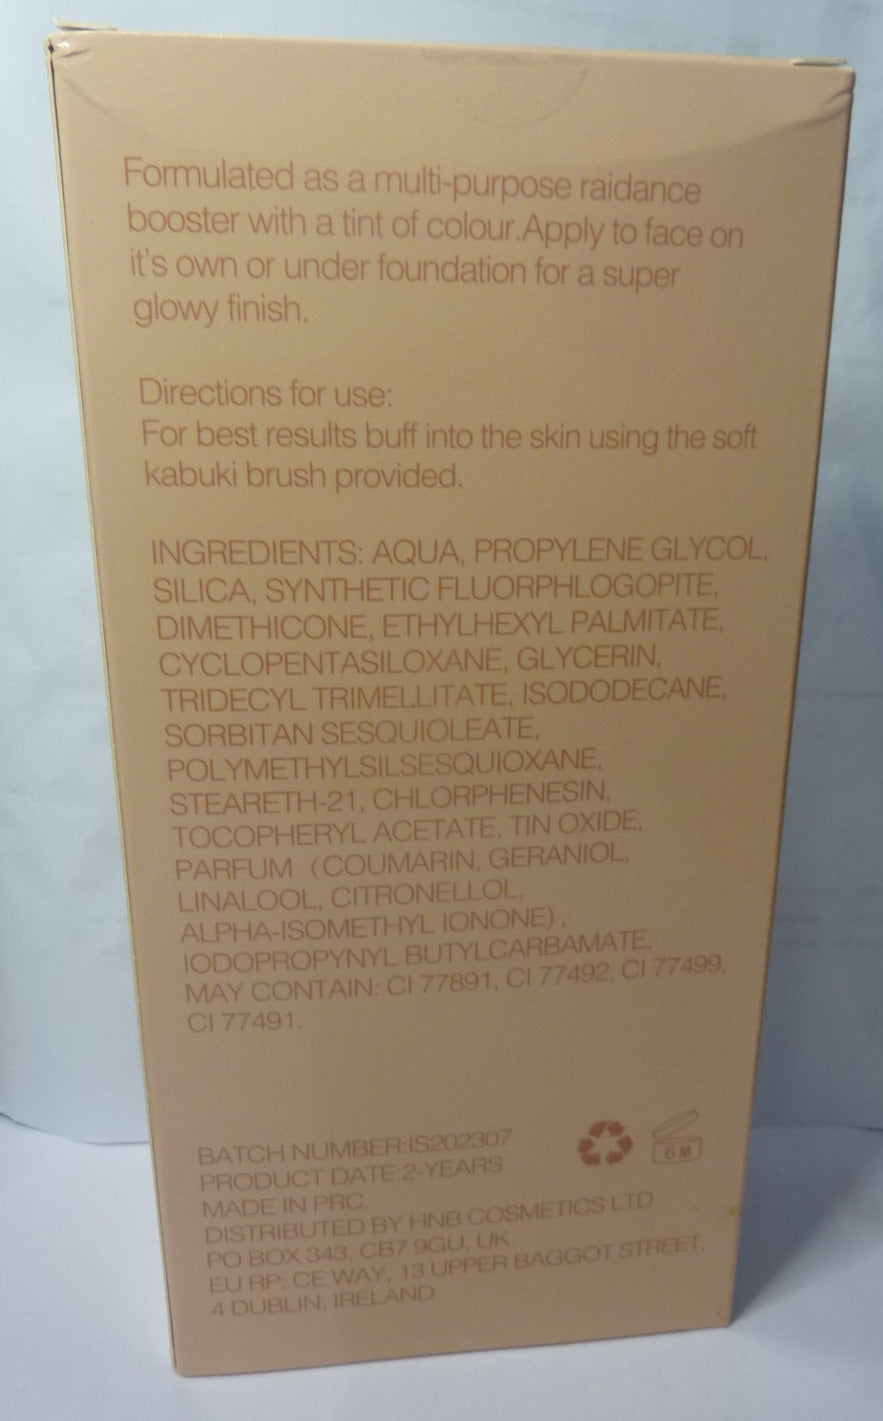 Formulated as a multi-purpose raidance
booster with a tint of colour.Apply to face on
it's own or under foundation for a super
glowy finish.
Directions for use:
For best results buff into the skin using the soft
kabuki brush provided.
INGREDIENTS: AQUA, PROPYLENE GLYCOL,
SILICA, SYNTHETIC FLUORPHLOGOPITE,
DIMETHICONE, ETHYLHEXYL PALMITATE,
CYCLOPENTASILOXANE, GLYCERIN,
TRIDECYL TRIMELLITATE, ISODODECANE,
SORBITAN SESQUIOLEATE,
POLYMETHYLSILSESQUIOXANE,
STEARETH-21, CHLORPHENESIN,
TOCOPHERYL ACETATE, TIN OXIDE,
PARFUM (COUMARIN, GERANIOL,
LINALOOL, CITRONELLOL,
ALPHA-ISOMETHYL IONONE) ,
IODOPROPYNYL BUTYLCARBAMATE.
MAY CONTAIN: CI 77891, CI 77492, CI 77499,
CI 77491.
BATCH NUMBER:IS202307
PRODUCT DATE:2-YEARS
MADE IN PRC.
DISTRIBUTED BY HNB COSMETICS LTD
PO BOX 343, CB7 9GU, UK.
EU RP: CE WAY, 13 UPPER BAGGOT STREET,
4 DUBLIN, IRELAND
6M